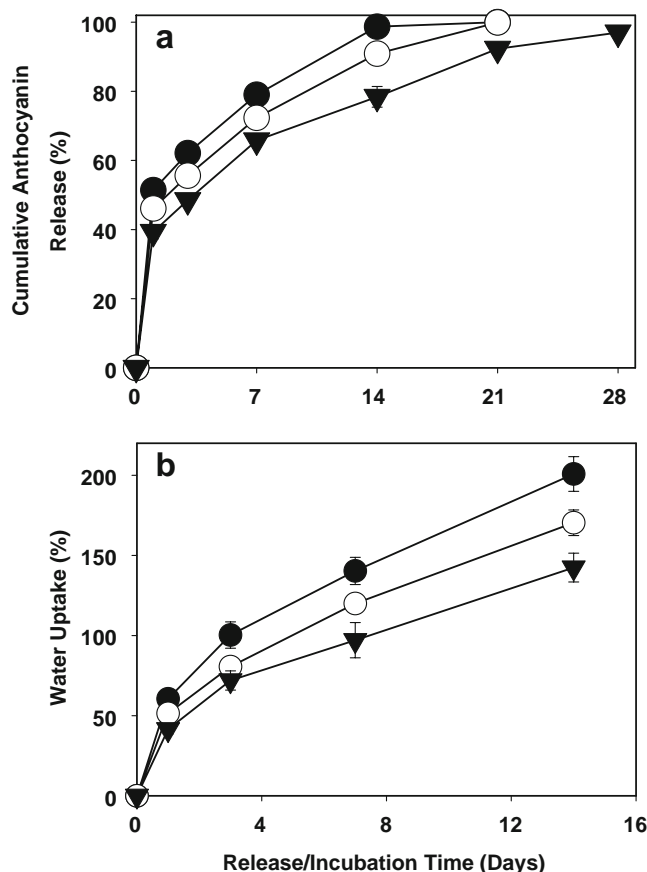 a
Cumulative Anthocyanin
Release (%)
100
80
60
40
20
0
0 7 14 21 28
b
Water Uptake (%)
200
150
100
50
0
0 4 8 12 16
Release/Incubation Time (Days)